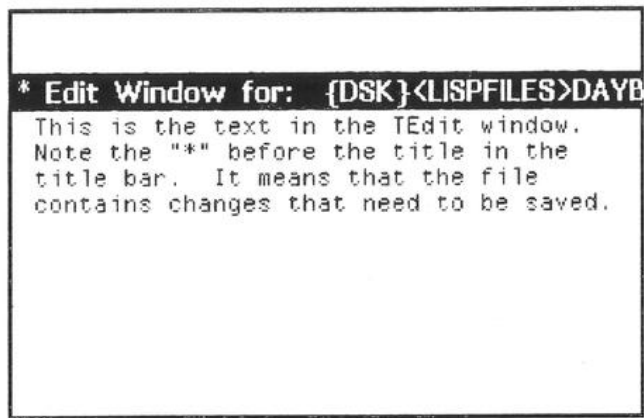 * Edit Window for: {DSK}<LISPFILES>DAYB
This is the text in the TEdit window.
Note the "*" before the title in the
title bar. It means that the file
contains changes that need to be saved.